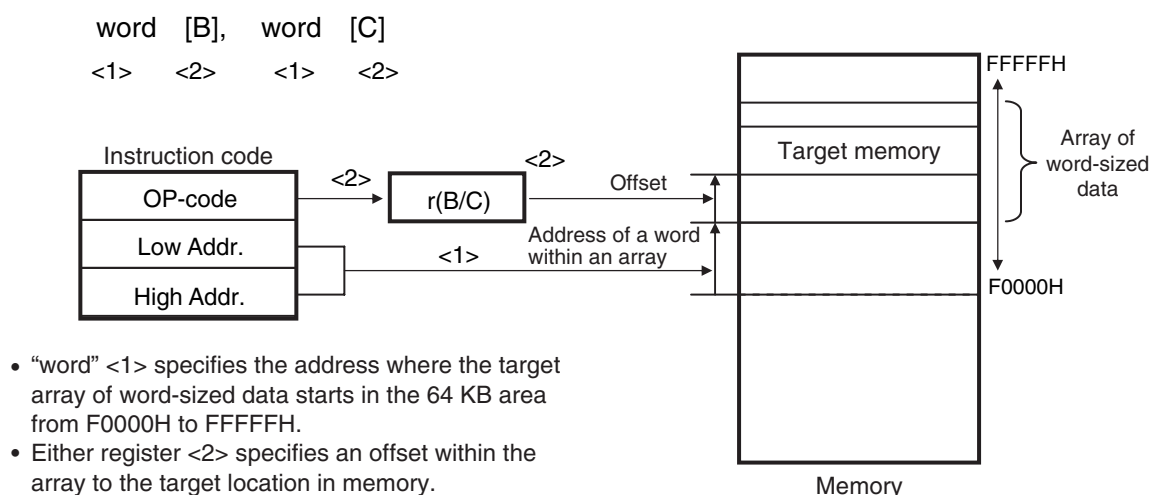 word [B], word [C]
<1> <2> <1> <2>
FFFFFH
Array of
word-sized
data
Target memory
Instruction code
<2>
<2>
OP-code
r(B/C)
Offset
Low Addr.
Address of a word
within an array
<1>
High Addr.
F0000H
• “word” <1> specifies the address where the target
array of word-sized data starts in the 64 KB area
from F0000H to FFFFFH.
• Either register <2> specifies an offset within the
array to the target location in memory.
Memory